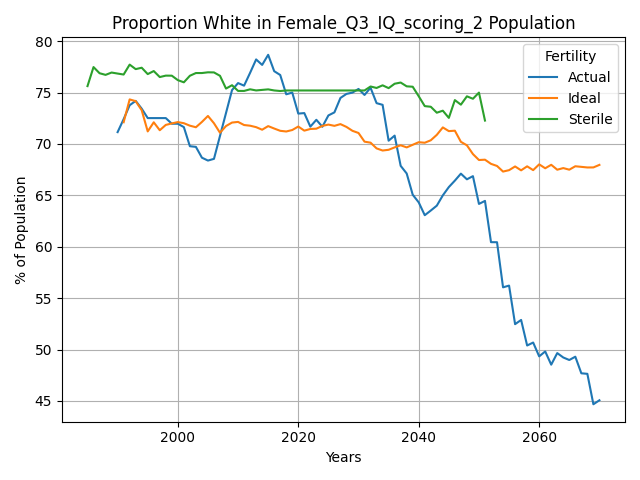 Proportion White in Female_Q3_IQ_scoring_2 Population
% of Population
80
75
70
65
60
55
50
45
2000
2020
2040
2060
Years
Fertility
Actual
Ideal
Sterile